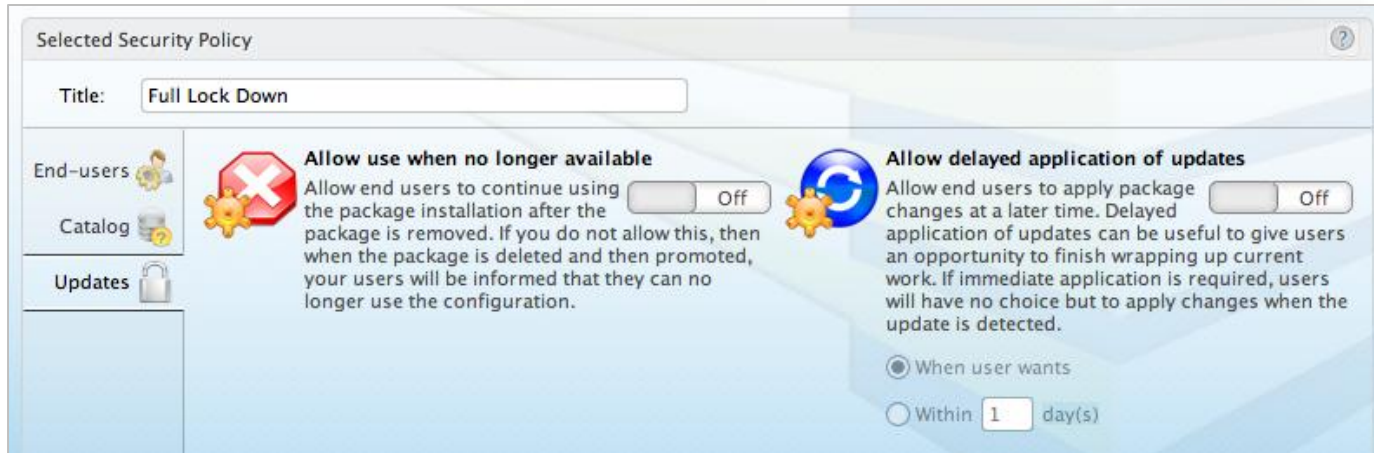 Selected Security Policy
?
Title: Full Lock Down
End-users
Catalog
Updates
Allow use when no longer available
Allow end users to continue using
Off
the package installation after the
package is removed. If you do not allow this, then
when the package is deleted and then promoted,
your users will be informed that they can no
longer use the configuration.
Allow delayed application of updates
Allow end users to apply package
Off
changes at a later time. Delayed
application of updates can be useful to give users
an opportunity to finish wrapping up current
work. If immediate application is required, users
will have no choice but to apply changes when the
update is detected.
When user wants
Within 1 day(s)